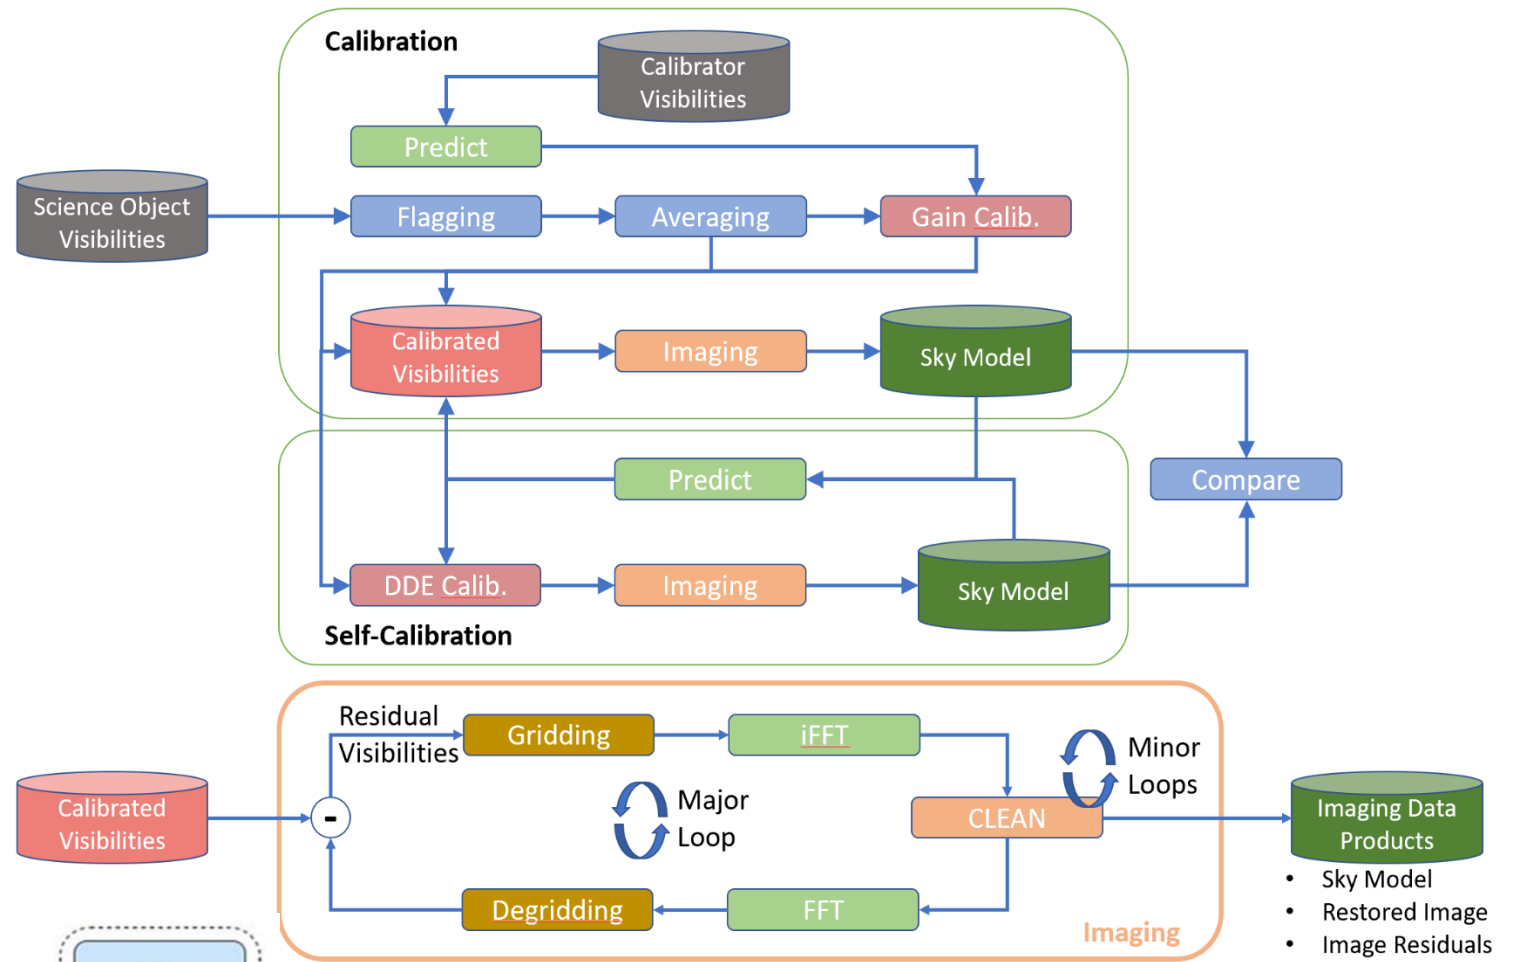 Calibration
Calibrator
Visibilities
Predict
Science Object
Visibilities
Flagging
Averaging
Gain Calib.
Calibrated
Visibilities
Imaging
Sky Model
Predict
Compare
DDE Calib.
Imaging
Sky Model
Self-Calibration
Residual
Visibilities
Gridding
iFFT
Minor
Loops
Major
Loop
Calibrated
Visibilities
-
CLEAN
Imaging Data
Products
Degridding
FFT
Imaging
• Sky Model
• Restored Image
• Image Residuals